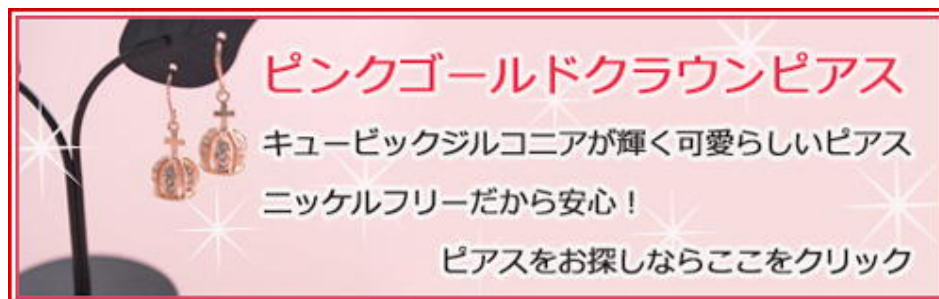 ピンクゴールドクラウンピアス
キュービックジルコニアが輝く可愛らしいピアス
ニッケルフリーだから安心！
ピアスをお探しならここをクリック